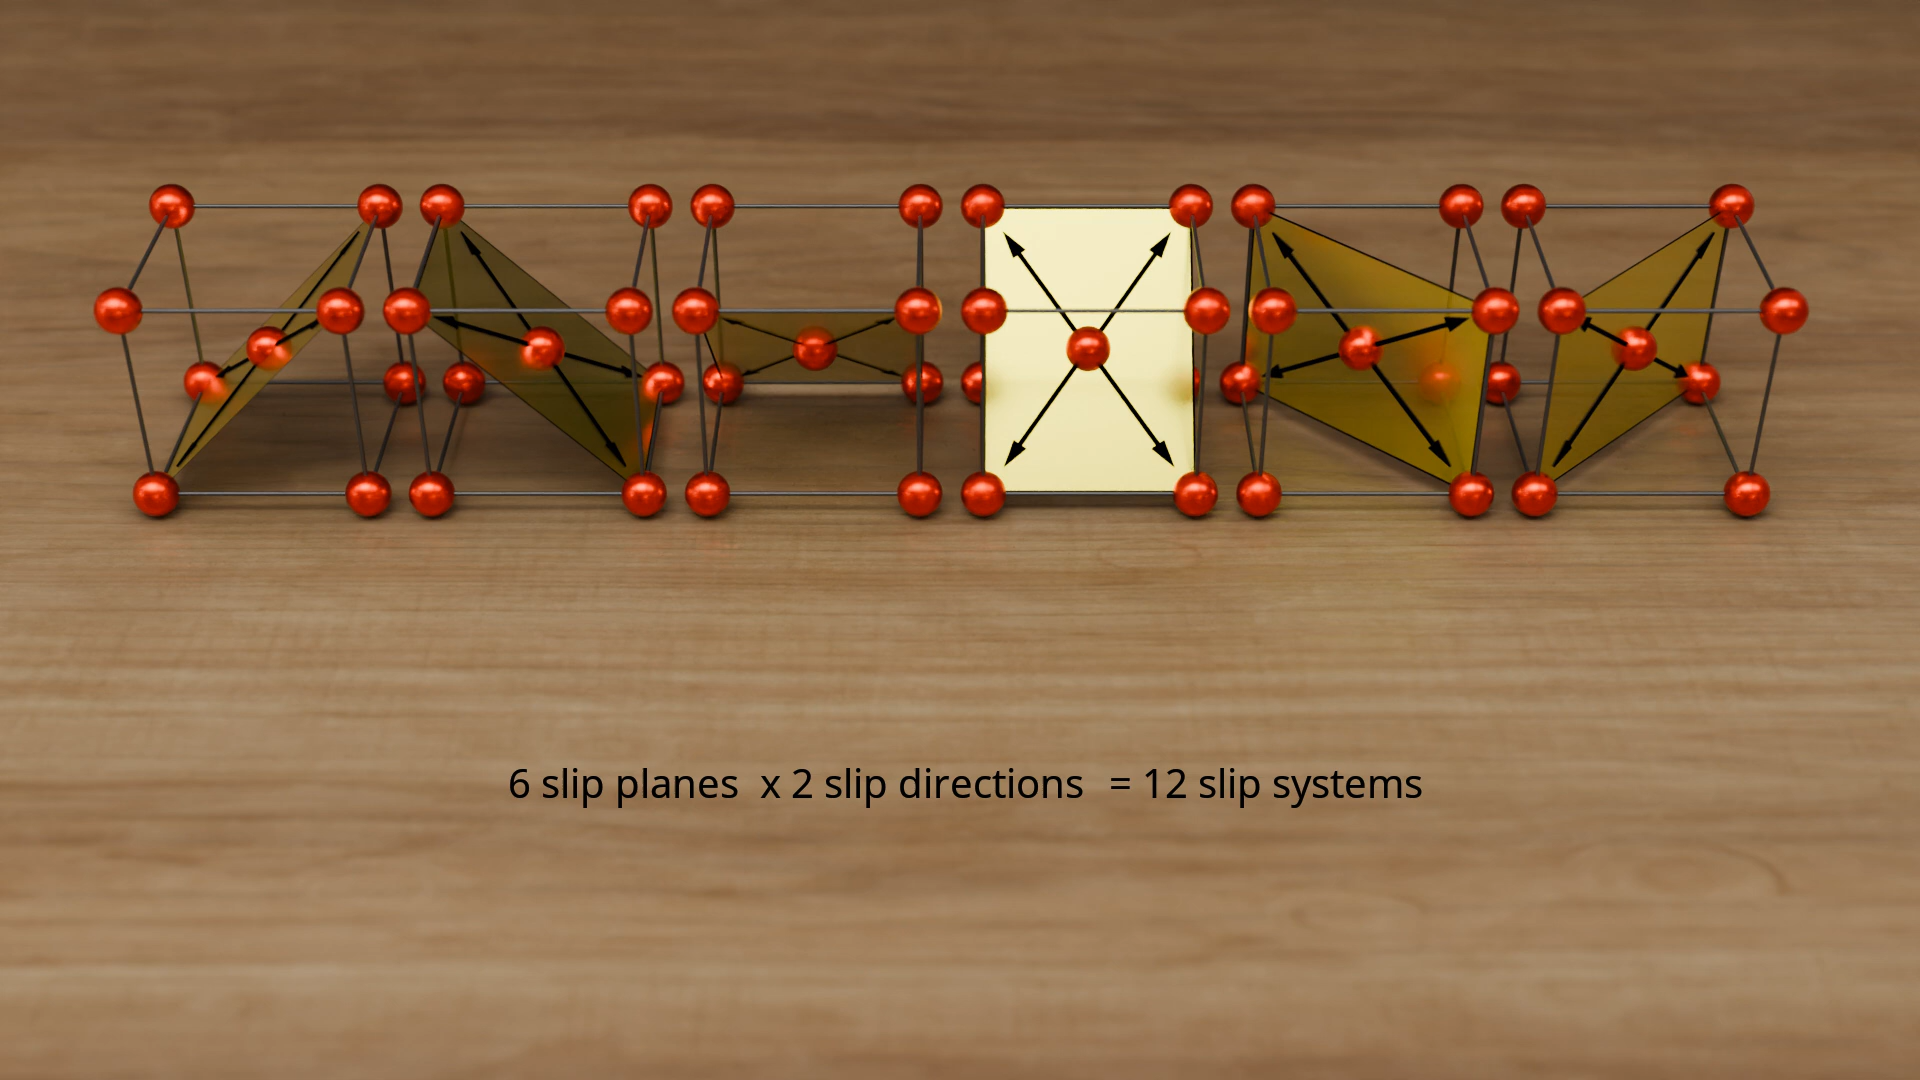 6 slip planes x 2 slip directions = 12 slip systems